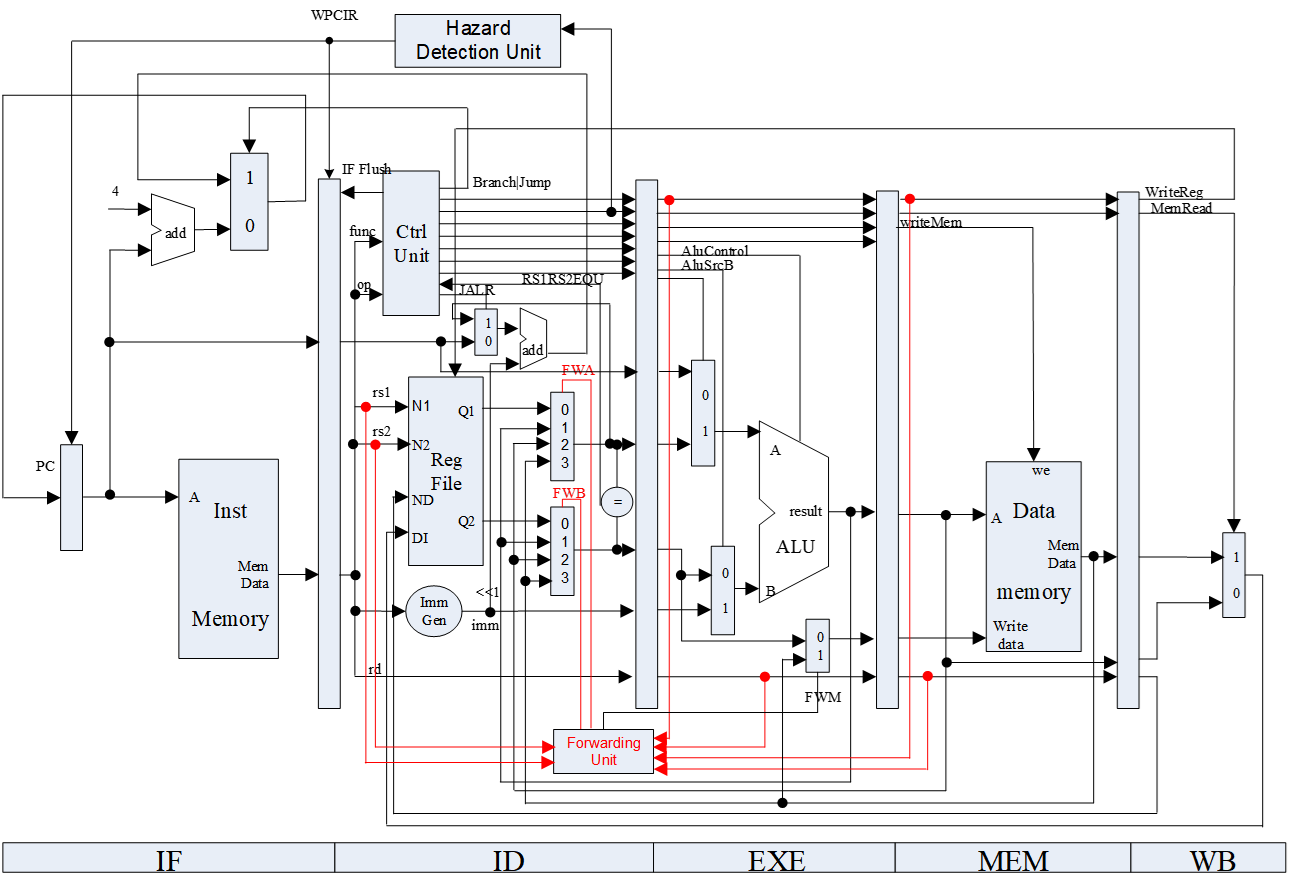 WPCIR
Hazard
Detection Unit
IF Flush
Branch|Jump
WriteReg
MemRead
4
1
0
add
func
Ctrl
Unit
op
writeMem
AluControl
AluSrcB
RS1RS2EQU
JALR
1
0
add
FWA
rs1
N1
Q1
rs2
N2
Reg
File
ND
Q2
DI
0
1
2
3
FWB
0
1
2
3
=
0
1
A
result
ALU
B
0
1
PC
A
Inst
Mem
Data
Memory
Imm
Gen
<<1
imm
rd
0
1
FWM
we
A
Data
Mem
Data
memory
Write
data
1
0
Forwarding
Unit
IF
ID
EXE
MEM
WB